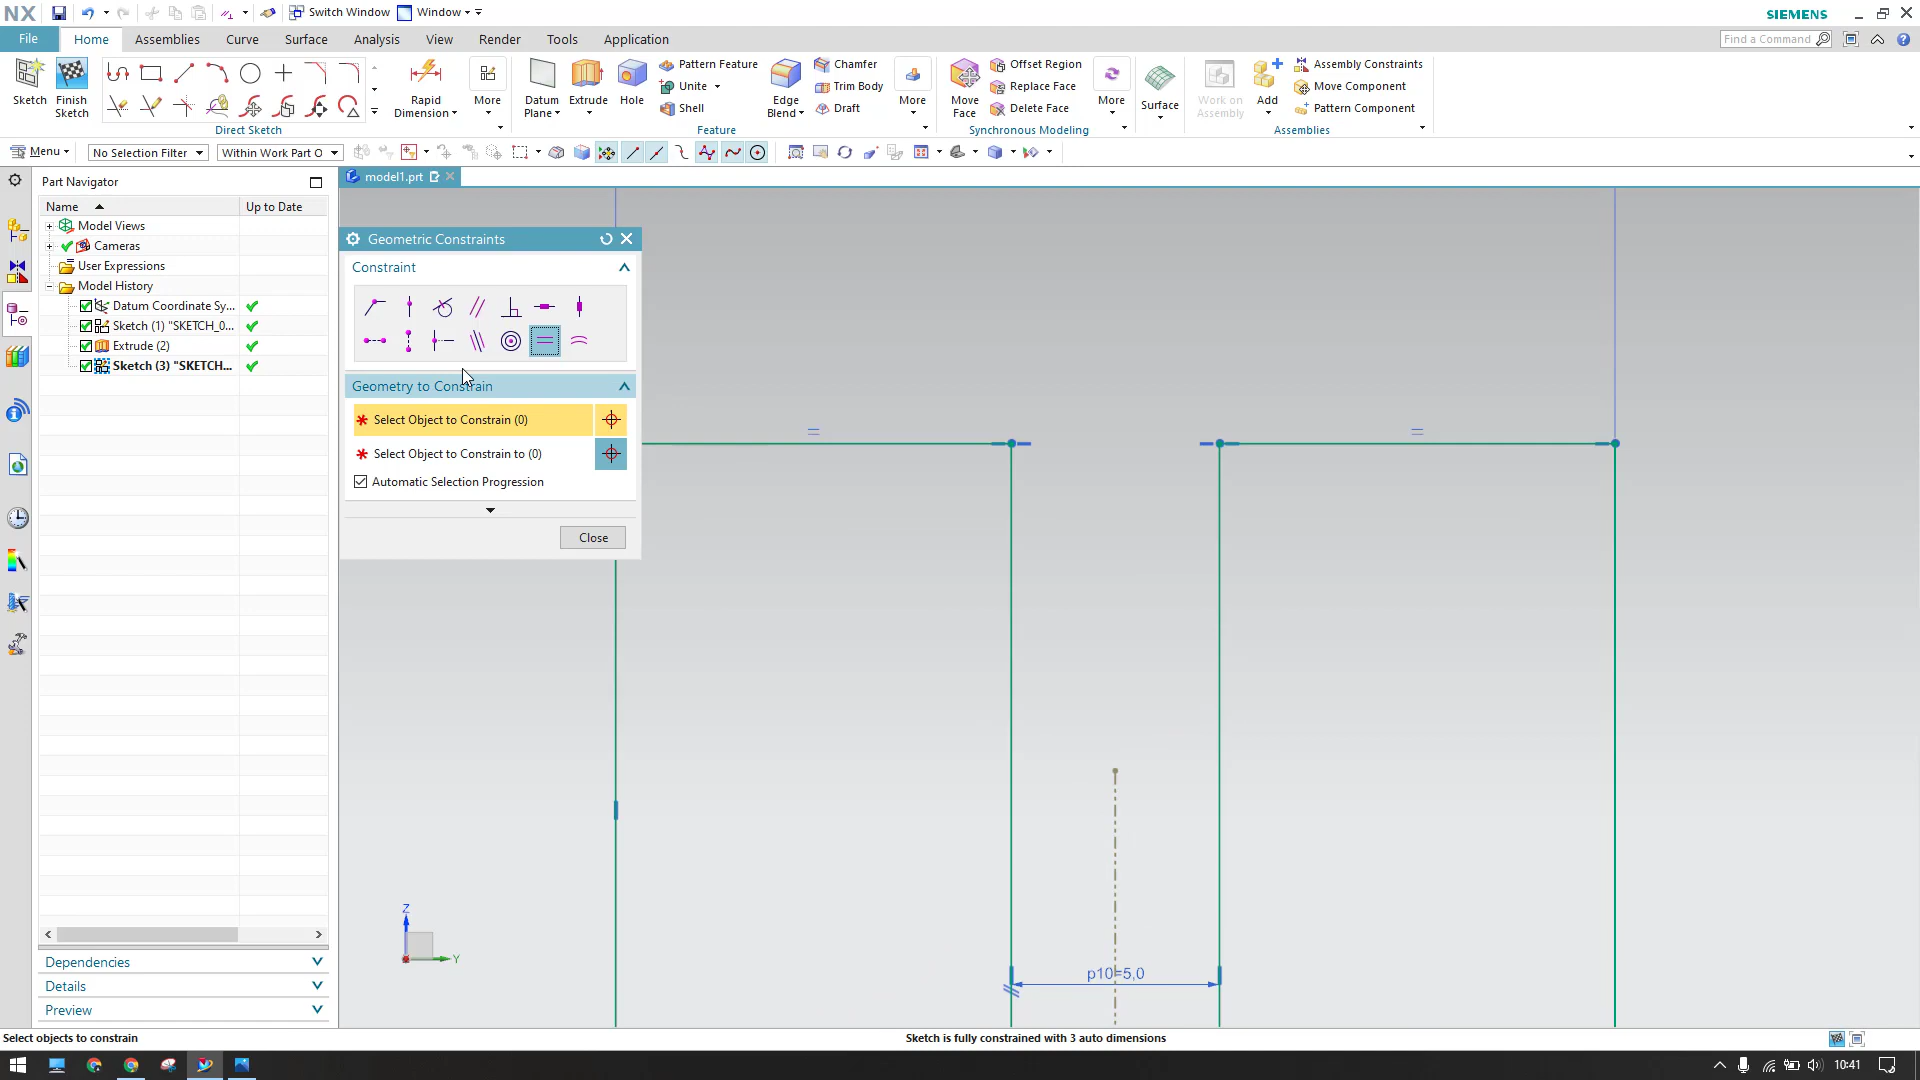 NX
Switch Window
Window
SIEMENS
File
Home
Assemblies
Curve
Surface
Analysis
View
Render
Tools
Application
Find a Command
Sketch
Finish
Sketch
Rapid
Dimension
More
Direct Sketch
Datum
Plane
Extrude
Hole
Pattern Feature
Unite
Shell
Edge
Blend
Chamfer
Trim Body
Draft
More
Feature
Move
Face
Offset Region
Replace Face
Delete Face
More
Synchronous Modeling
Surface
Work on
Assembly
Add
Assembly Constraints
Move Component
Pattern Component
Assemblies
Menu
No Selection Filter
Within Work Part O
Part Navigator
model1.prt
Name
Up to Date
Model Views
Cameras
User Expressions
Model History
Datum Coordinate Sy...
Sketch (1) "SKETCH_0...
Extrude (2)
Sketch (3) "SKETCH...
Dependencies
Details
Preview
Geometric Constraints
Constraint
Geometry to Constrain
* Select Object to Constrain (0)
* Select Object to Constrain to (0)
Automatic Selection Progression
Close
p10=5,0
Z
Y
Select objects to constrain
Sketch is fully constrained with 3 auto dimensions
10:41